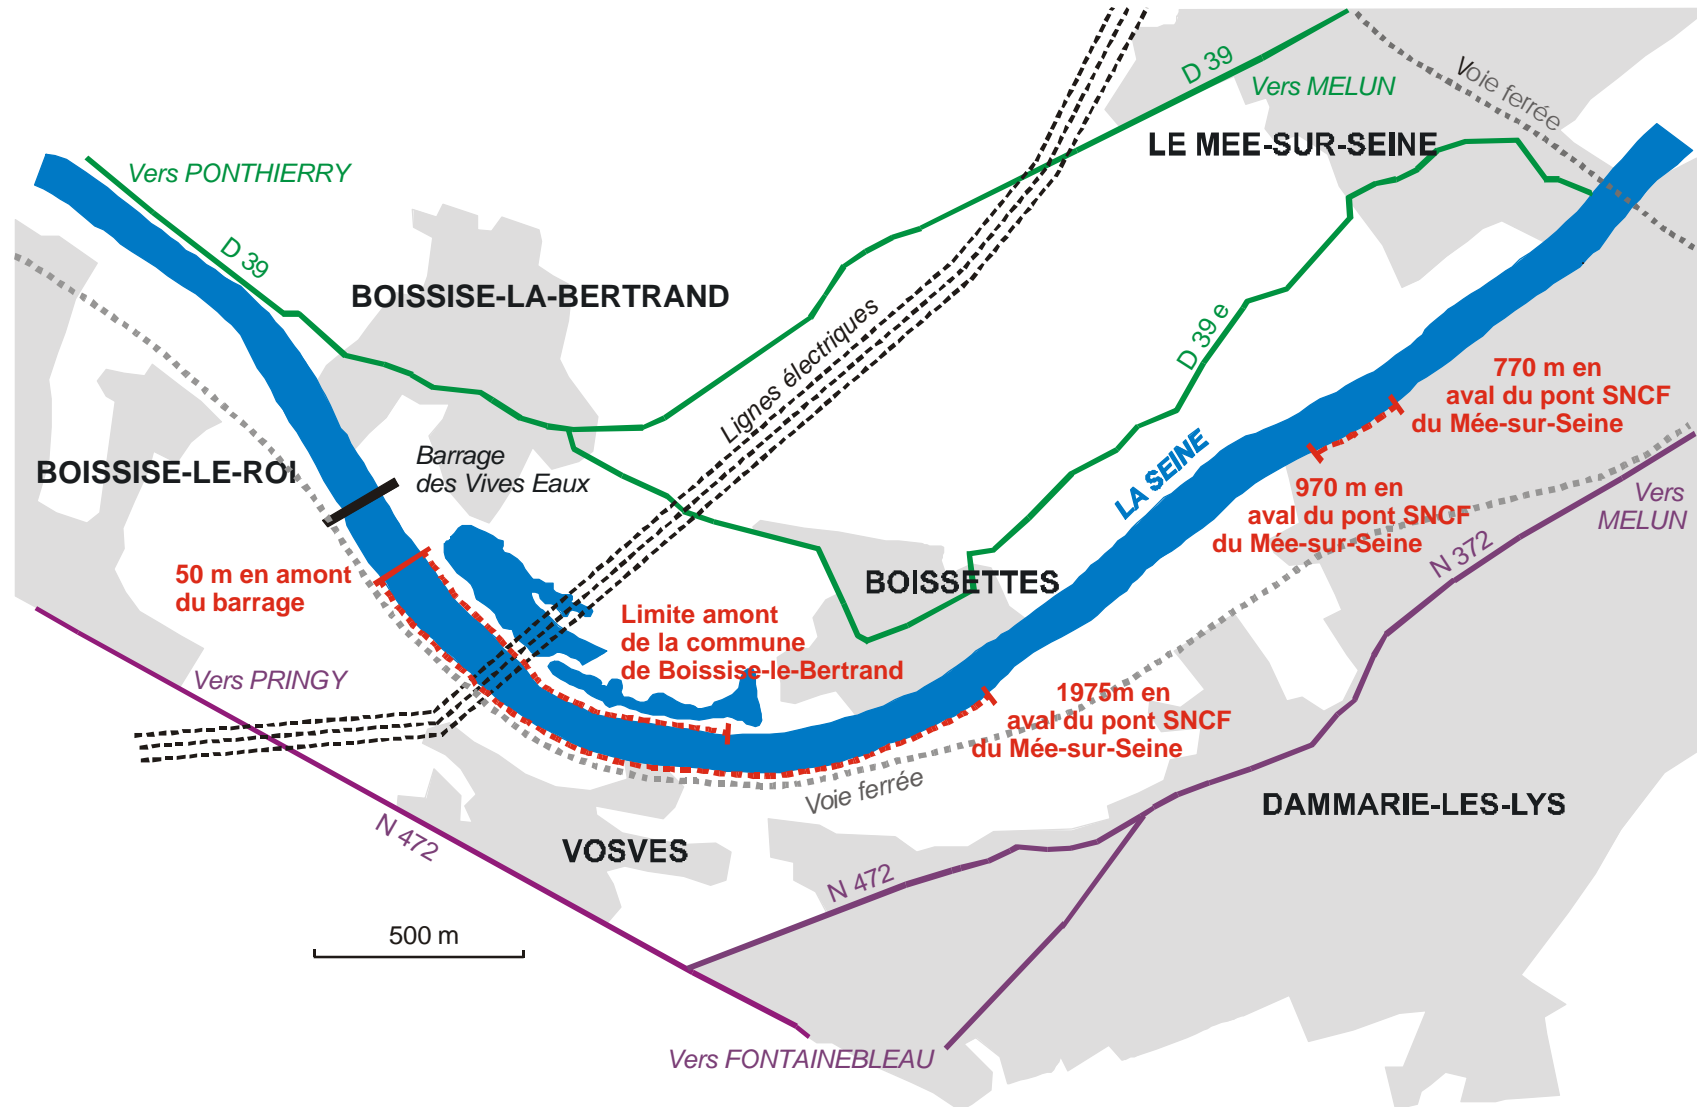 D 39
Vers MELUN
Voie ferrée
LE MEE-SUR-SEINE
Vers PONTHIERRY
D 39
BOISSISE-LA-BERTRAND
Lignes électriques
D 39 e
770 m en
aval du pont SNCF
du Mée-sur-Seine
BOISSISE-LE-ROI
Barrage
des Vives Eaux
LA SEINE
970 m en
aval du pont SNCF
du Mée-sur-Seine
Vers
MELUN
N 372
50 m en amont
du barrage
BOISSETTES
Limite amont
de la commune
de Boissise-le-Bertrand
Vers PRINGY
1975m en
aval du pont SNCF
du Mée-sur-Seine
Voie ferrée
DAMMARIE-LES-LYS
N 472
VOSVES
N 472
500 m
Vers FONTAINEBLEAU